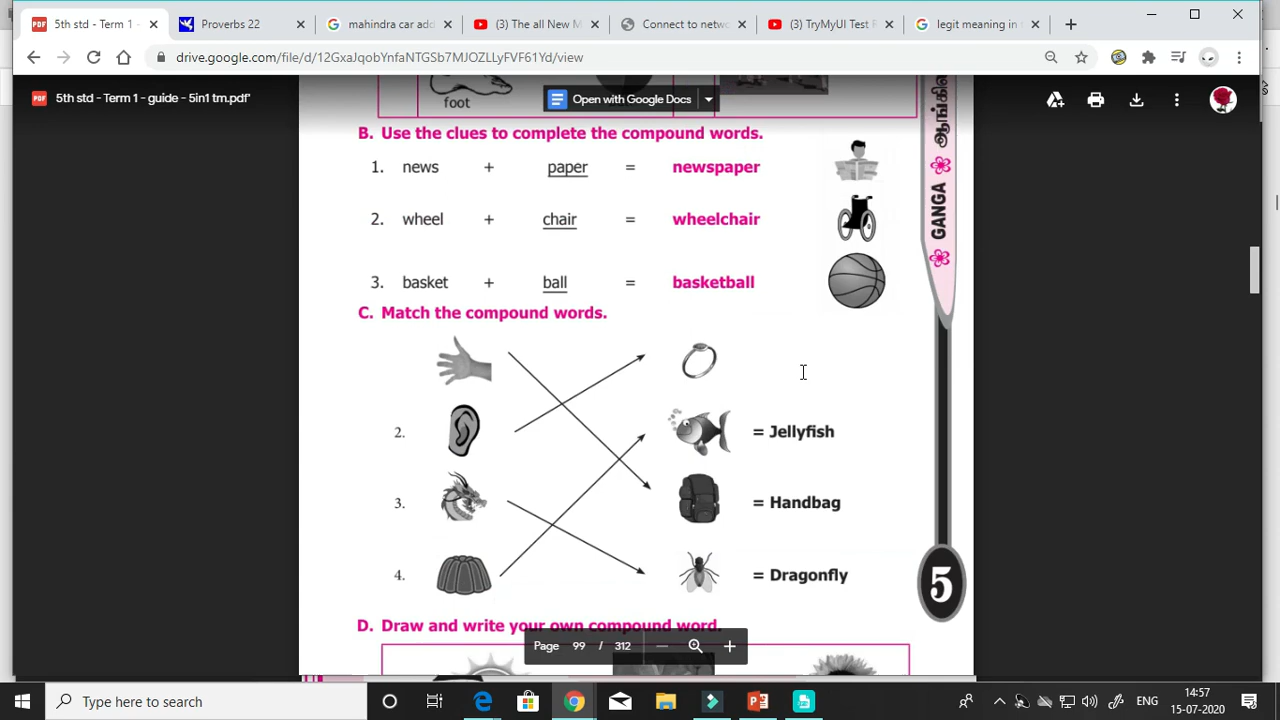 5th std - Term 1 -
Proverbs 22
mahindra car add
(3) The all New M
Connect to netwo
(3) TryMyUI Test R
legit meaning in
drive.google.com/file/d/12GxaJqobYnfaNTGSb7MJOZLLyFVF61Yd/view
5th std - Term 1 - guide - 5in1 tm.pdf"
Open with Google Docs
foot
B. Use the clues to complete the compound words.
1. news + paper = newspaper
2. wheel + chair = wheelchair
3. basket + ball = basketball
C. Match the compound words.
2. = Jellyfish
3. = Handbag
4. = Dragonfly
D. Draw and write your own compound word.
GANGA
5
Page 99 / 312
Type here to search
ENG
14:57
15-07-2020